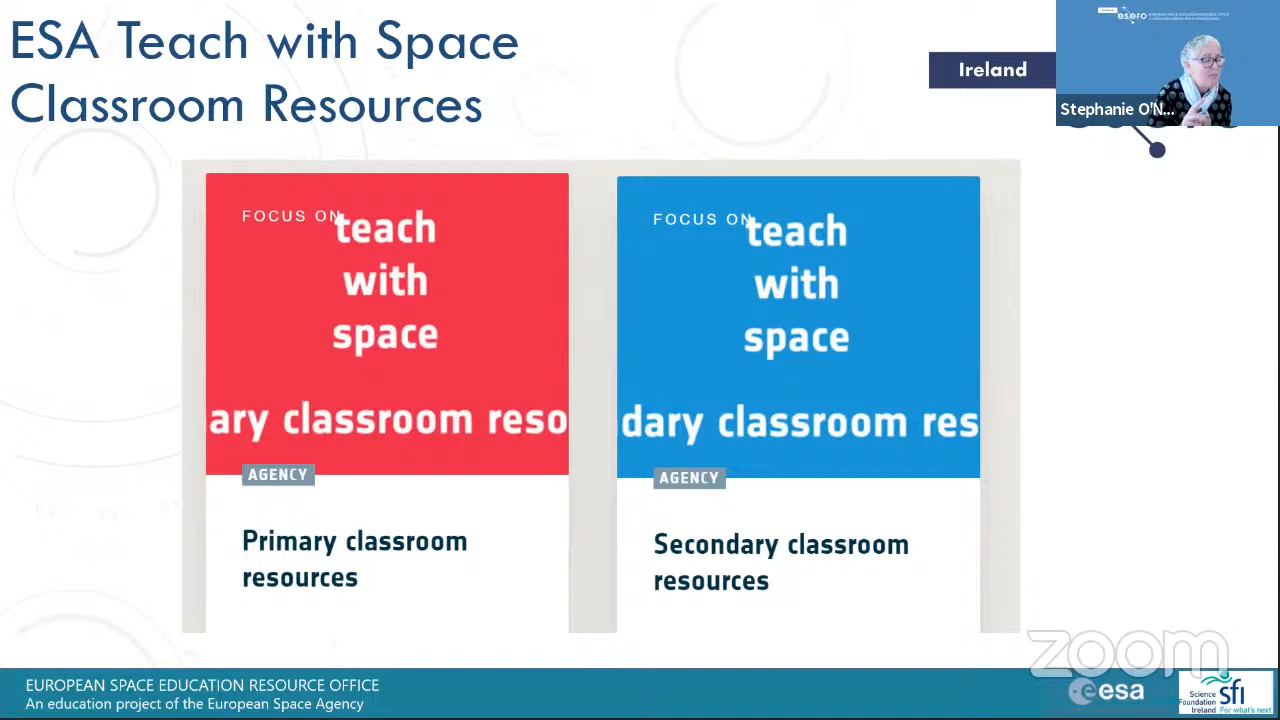 ESA Teach with Space
Classroom Resources
Ireland
esero
Stephanie O'N...
FOCUS ON
teach
with
space
ary classroom reso
AGENCY
Primary classroom
resources
FOCUS ON
teach
with
space
dary classroom res
AGENCY
Secondary classroom
resources
zoom
EUROPEAN SPACE EDUCATION RESOURCE OFFICE
An education project of the European Space Agency
esa
Science
Foundation
Ireland
sfi
For what's next